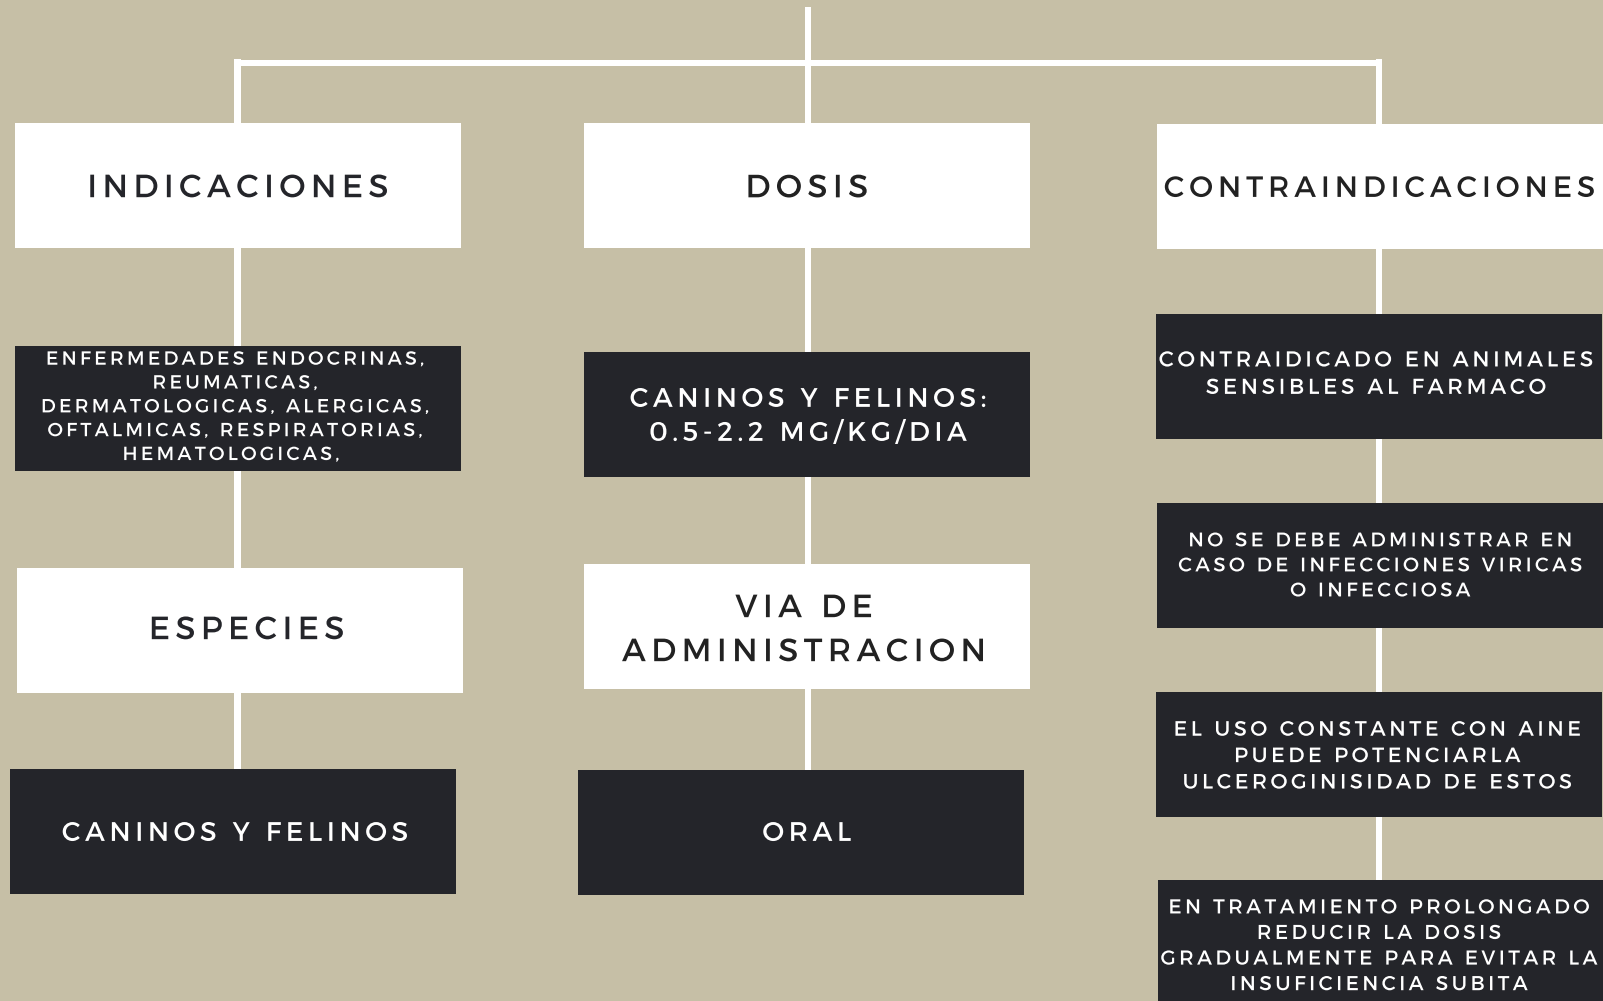 INDICACIONES
ENFERMEDADES ENDOCRINAS,
REUMATICAS,
DERMATOLOGICAS, ALERGICAS,
OFTALMICAS, RESPIRATORIAS,
HEMATOLOGICAS,
ESPECIES
CANINOS Y FELINOS
DOSIS
CANINOS Y FELINOS:
0.5-2.2 MG/KG/DIA
VIA DE
ADMINISTRACION
ORAL
CONTRAINDICACIONES
CONTRAIDICADO EN ANIMALES
SENSIBLES AL FARMACO
NO SE DEBE ADMINISTRAR EN
CASO DE INFECCIONES VIRICAS
O INFECCIOSA
EL USO CONSTANTE CON AINE
PUEDE POTENCIARLA
ULCEROGINISIDAD DE ESTOS
EN TRATAMIENTO PROLONGADO
REDUCIR LA DOSIS
GRADUALMENTE PARA EVITAR LA
INSUFICIENCIA SUBITA